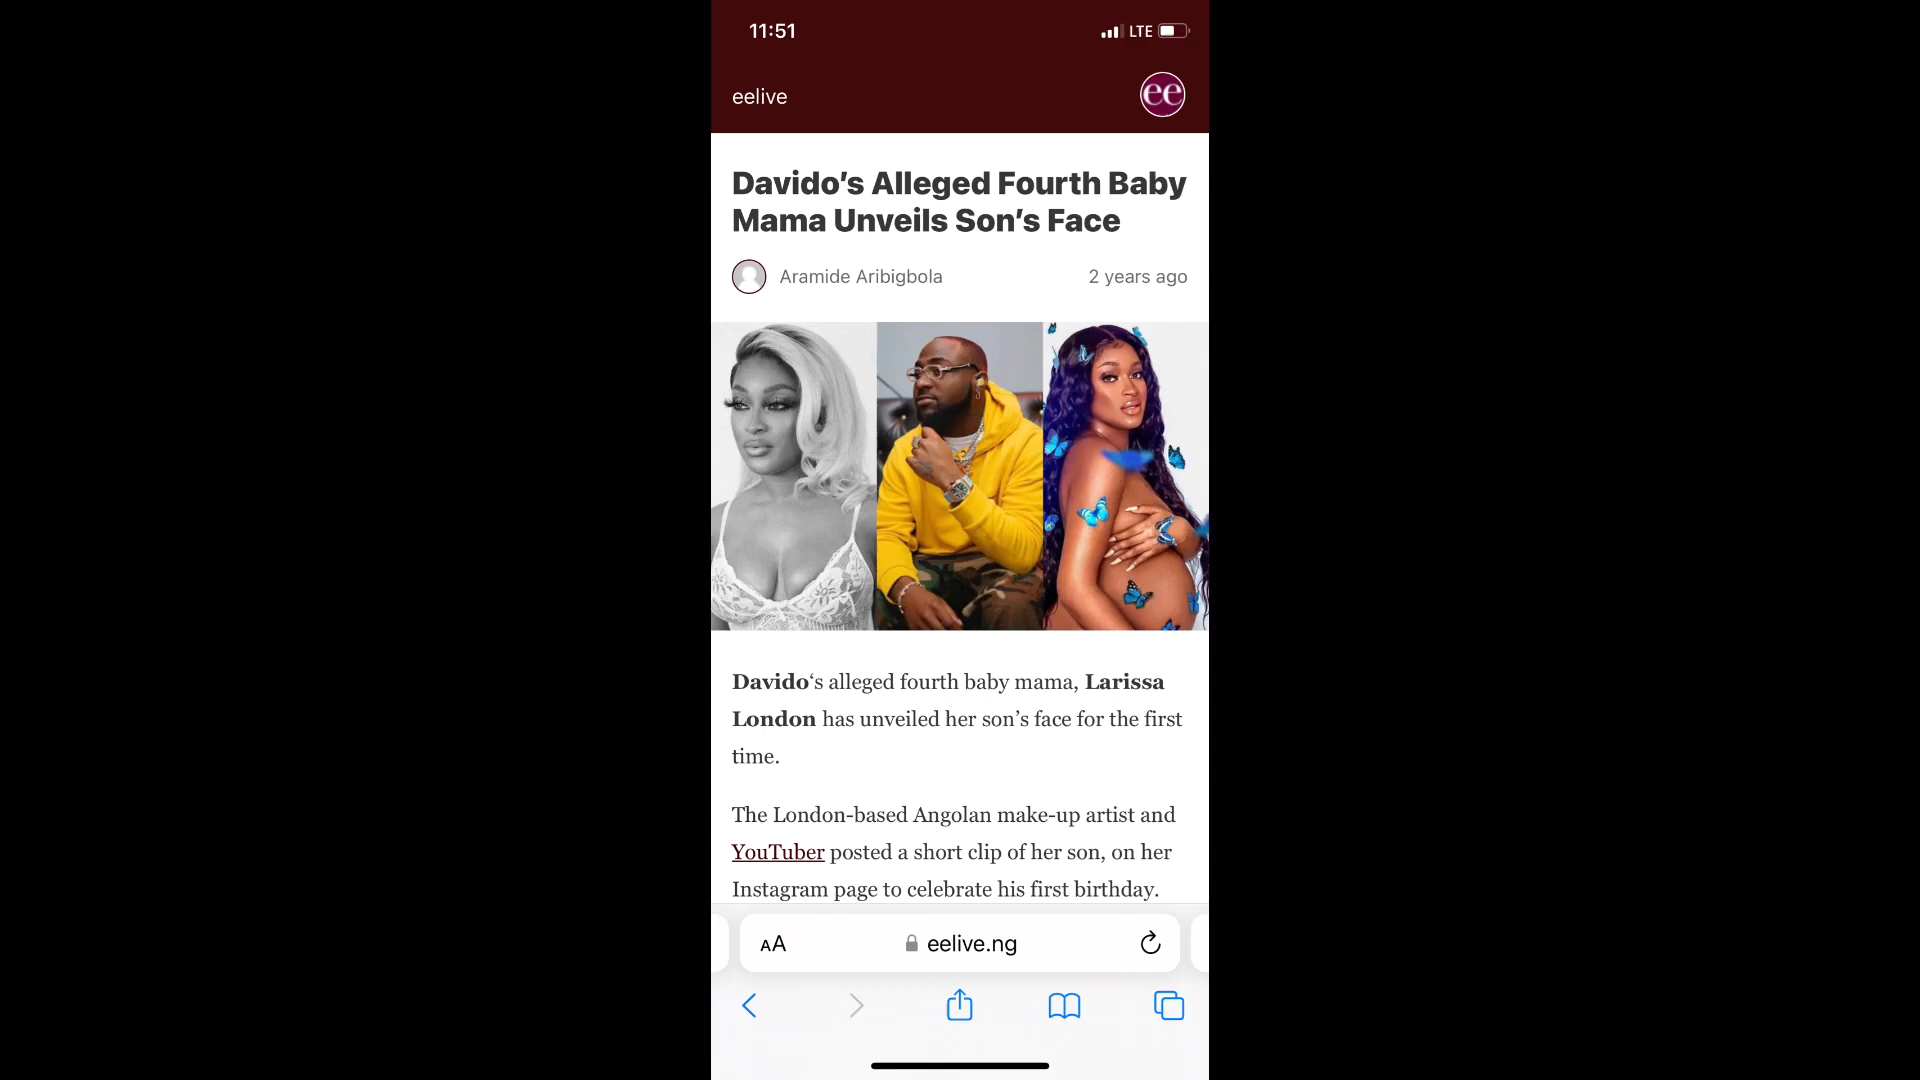 11:51
LTE
eelive
ee
Davido's Alleged Fourth Baby
Mama Unveils Son's Face
Aramide Aribigbola
2 years ago
Davido‘s alleged fourth baby mama, Larissa
London has unveiled her son’s face for the first
time.
The London-based Angolan make-up artist and
YouTuber posted a short clip of her son, on her
Instagram page to celebrate his first birthday.
AA
eelive.ng